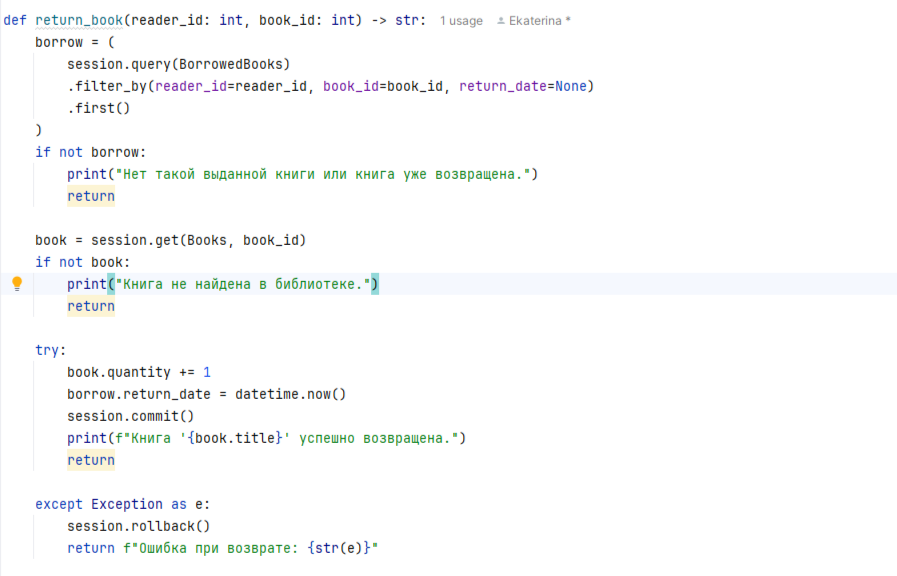 def return_book(reader_id: int, book_id: int) -> str: 1 usage Ekaterina *
    borrow = (
        session.query(BorrowedBooks)
        .filter_by(reader_id=reader_id, book_id=book_id, return_date=None)
        .first()
    )
    if not borrow:
        print("Нет такой выданной книги или книга уже возвращена.")
        return

    book = session.get(Books, book_id)
    if not book:
        print("Книга не найдена в библиотеке.")
        return

    try:
        book.quantity += 1
        borrow.return_date = datetime.now()
        session.commit()
        print(f"Книга '{book.title}' успешно возвращена.")
        return

    except Exception as e:
        session.rollback()
        return f"Ошибка при возврате: {str(e)}"